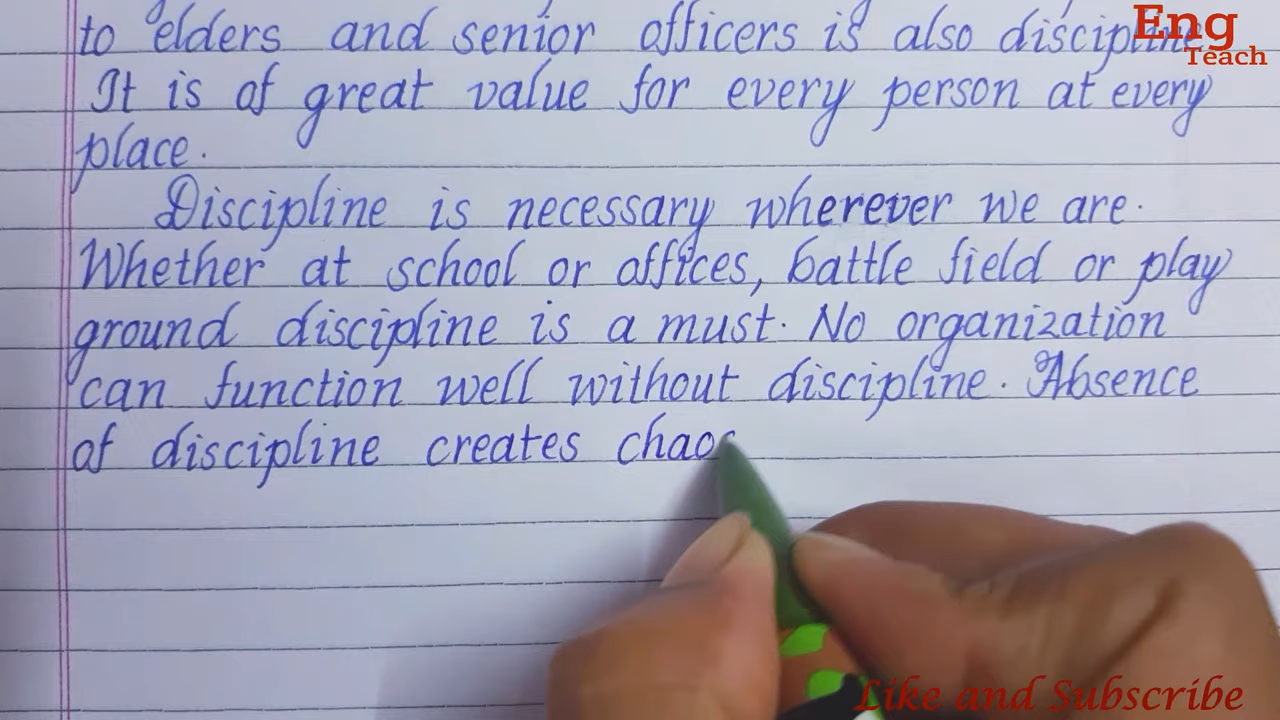 to elders and senior officers is also discipline
Eng
Teach
It is of great value for every person at every
place.
Discipline is necessary wherever we are.
Whether at school or offices, battle field or play
ground discipline is a must. No organization
can function well without discipline. Absence
of discipline creates chaos
Like and Subscribe